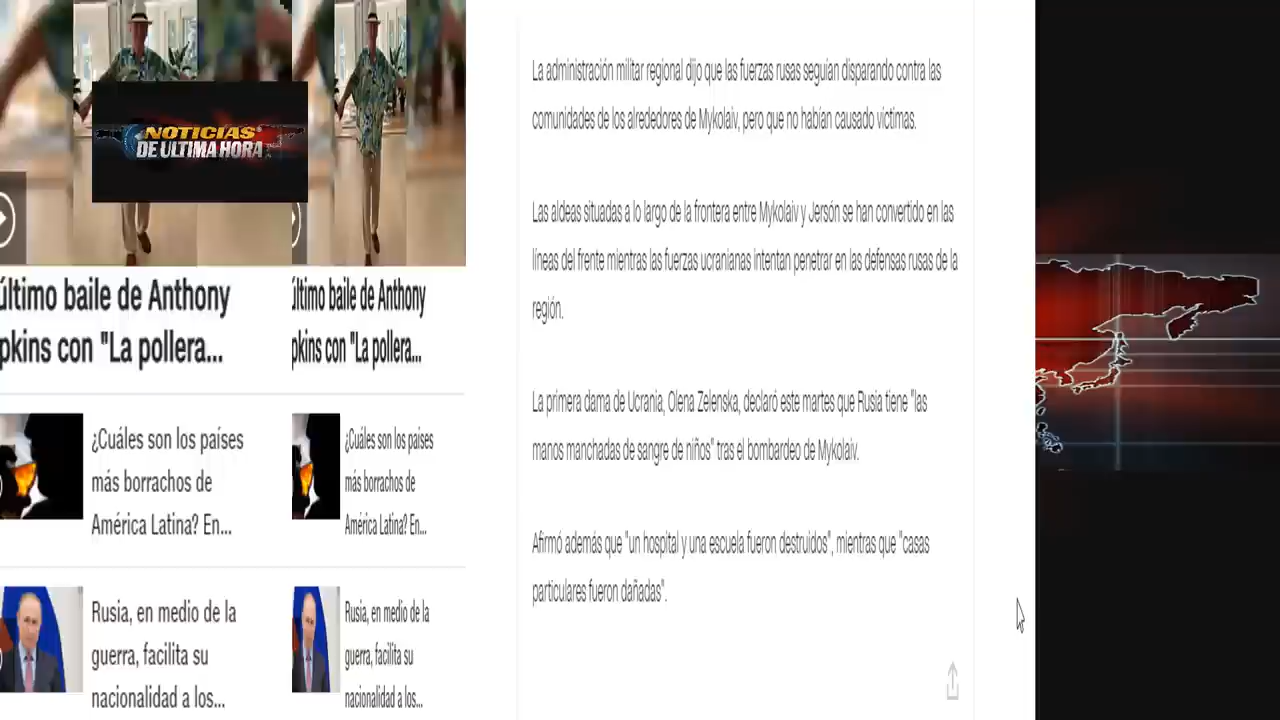 NOTICIAS
DE ULTIMA HORA
último baile de Anthony
pkins con "La pollera...
¿Cuáles son los países
más borrachos de
América Latina? En...
Rusia, en medio de la
guerra, facilita su
nacionalidad a los...
último baile de Anthony
pkins con "La pollera...
¿Cuáles son los países
más borrachos de
América Latina? En...
Rusia, en medio de la
guerra, facilita su
nacionalidad a los...
La administración militar regional dijo que las fuerzas rusas seguían disparando contra las
comunidades de los alrededores de Mykolaiv, pero que no habían causado víctimas.
Las aldeas situadas a lo largo de la frontera entre Mykolaiv y Jersón se han convertido en las
líneas del frente mientras las fuerzas ucranianas intentan penetrar en las defensas rusas de la
región.
La primera dama de Ucrania, Olena Zelenska, declaró este martes que Rusia tiene "las
manos manchadas de sangre de niños" tras el bombardeo de Mykolaiv.
Afirmó además que "un hospital y una escuela fueron destruidos", mientras que "casas
particulares fueron dañadas".